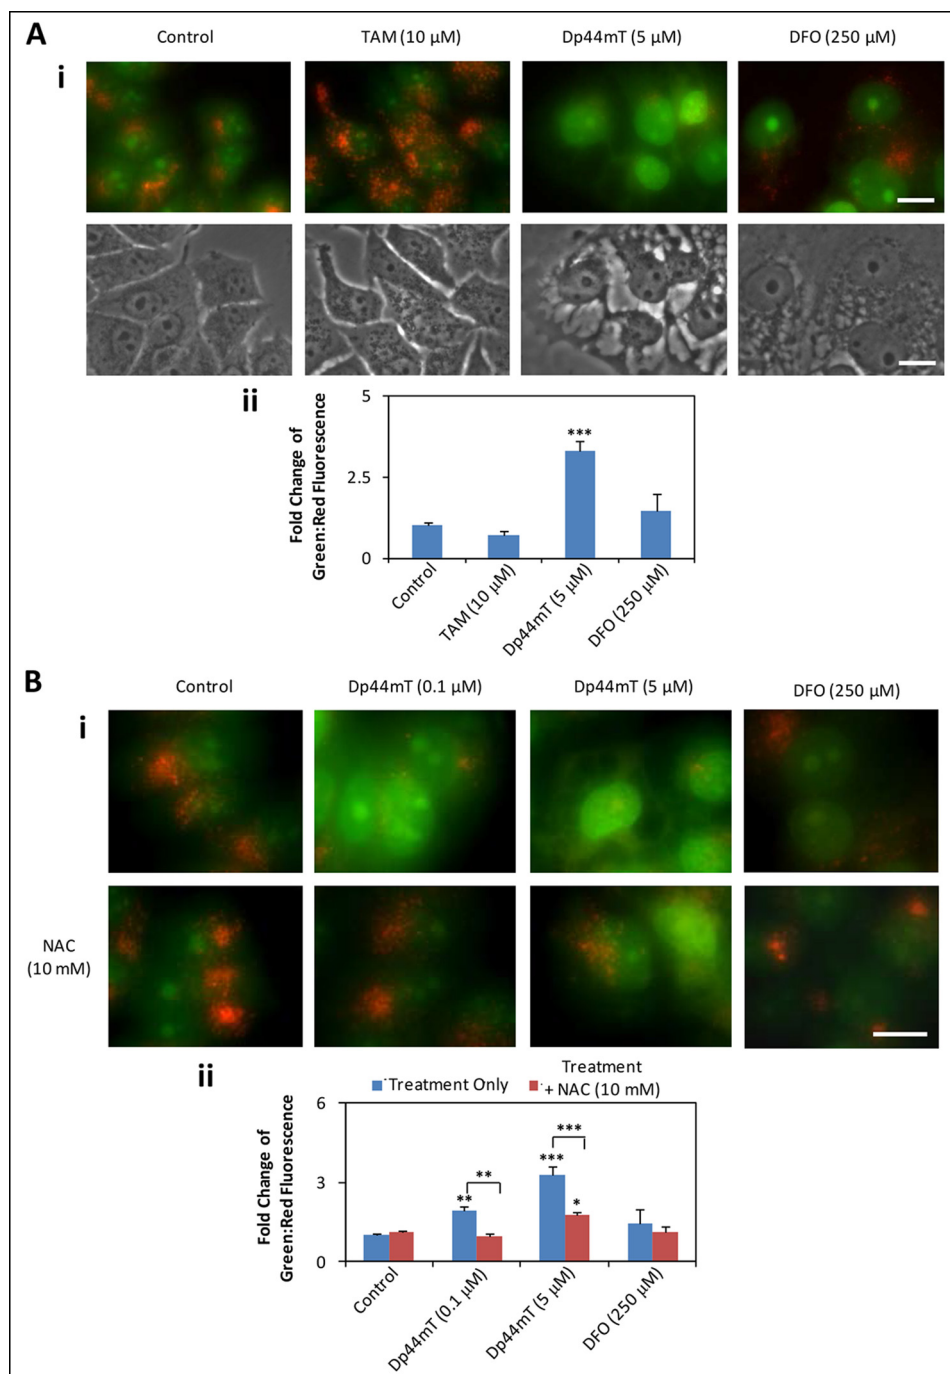 A
Control TAM (10 µM) Dp44mT (5 µM) DFO (250 µM)
i
ii
Fold Change of
Green:Red Fluorescence
5
2.5
0
***
Control
TAM (10 µM)
Dp44mT (5 µM)
DFO (250 µM)
B
Control Dp44mT (0.1 µM) Dp44mT (5 µM) DFO (250 µM)
i
NAC
(10 mM)
ii
Treatment Only
Treatment
+ NAC (10 mM)
Fold Change of
Green:Red Fluorescence
6
3
0
** **
*** *** *
Control
Dp44mT (0.1 µM)
Dp44mT (5 µM)
DFO (250 µM)